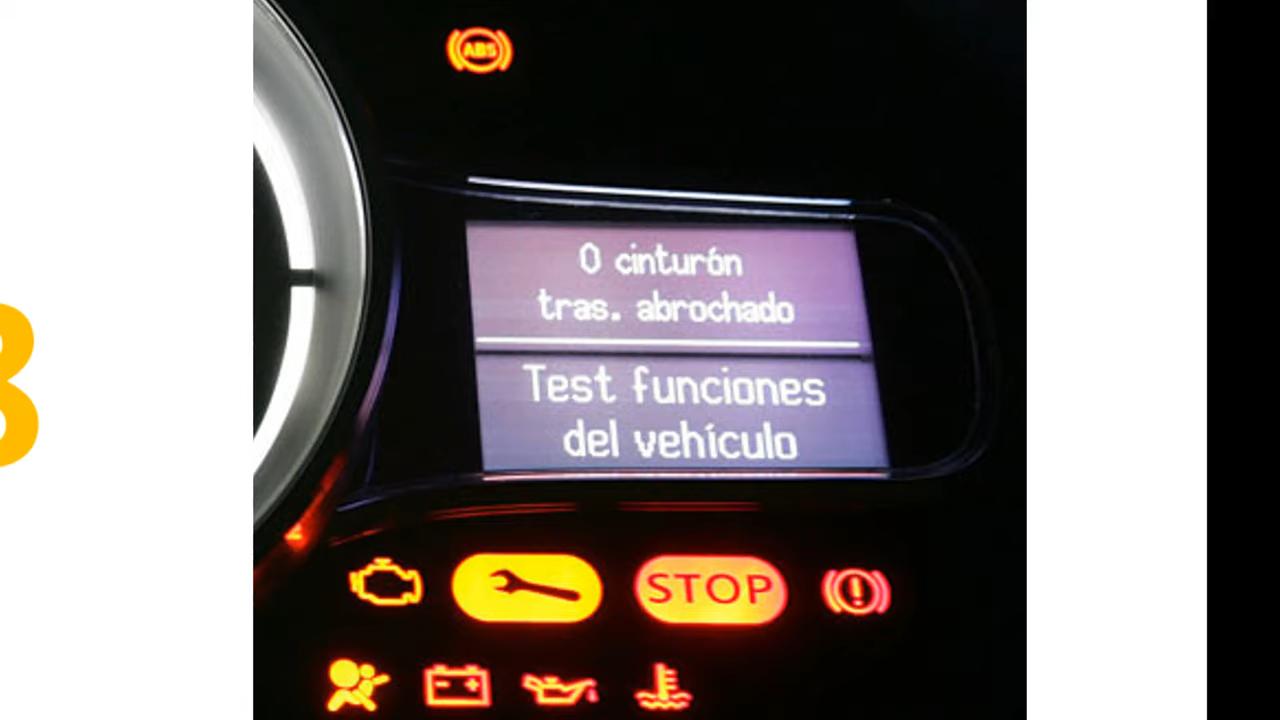 ABS
0 cinturón
tras. abrochado
Test funciones
del vehículo
STOP